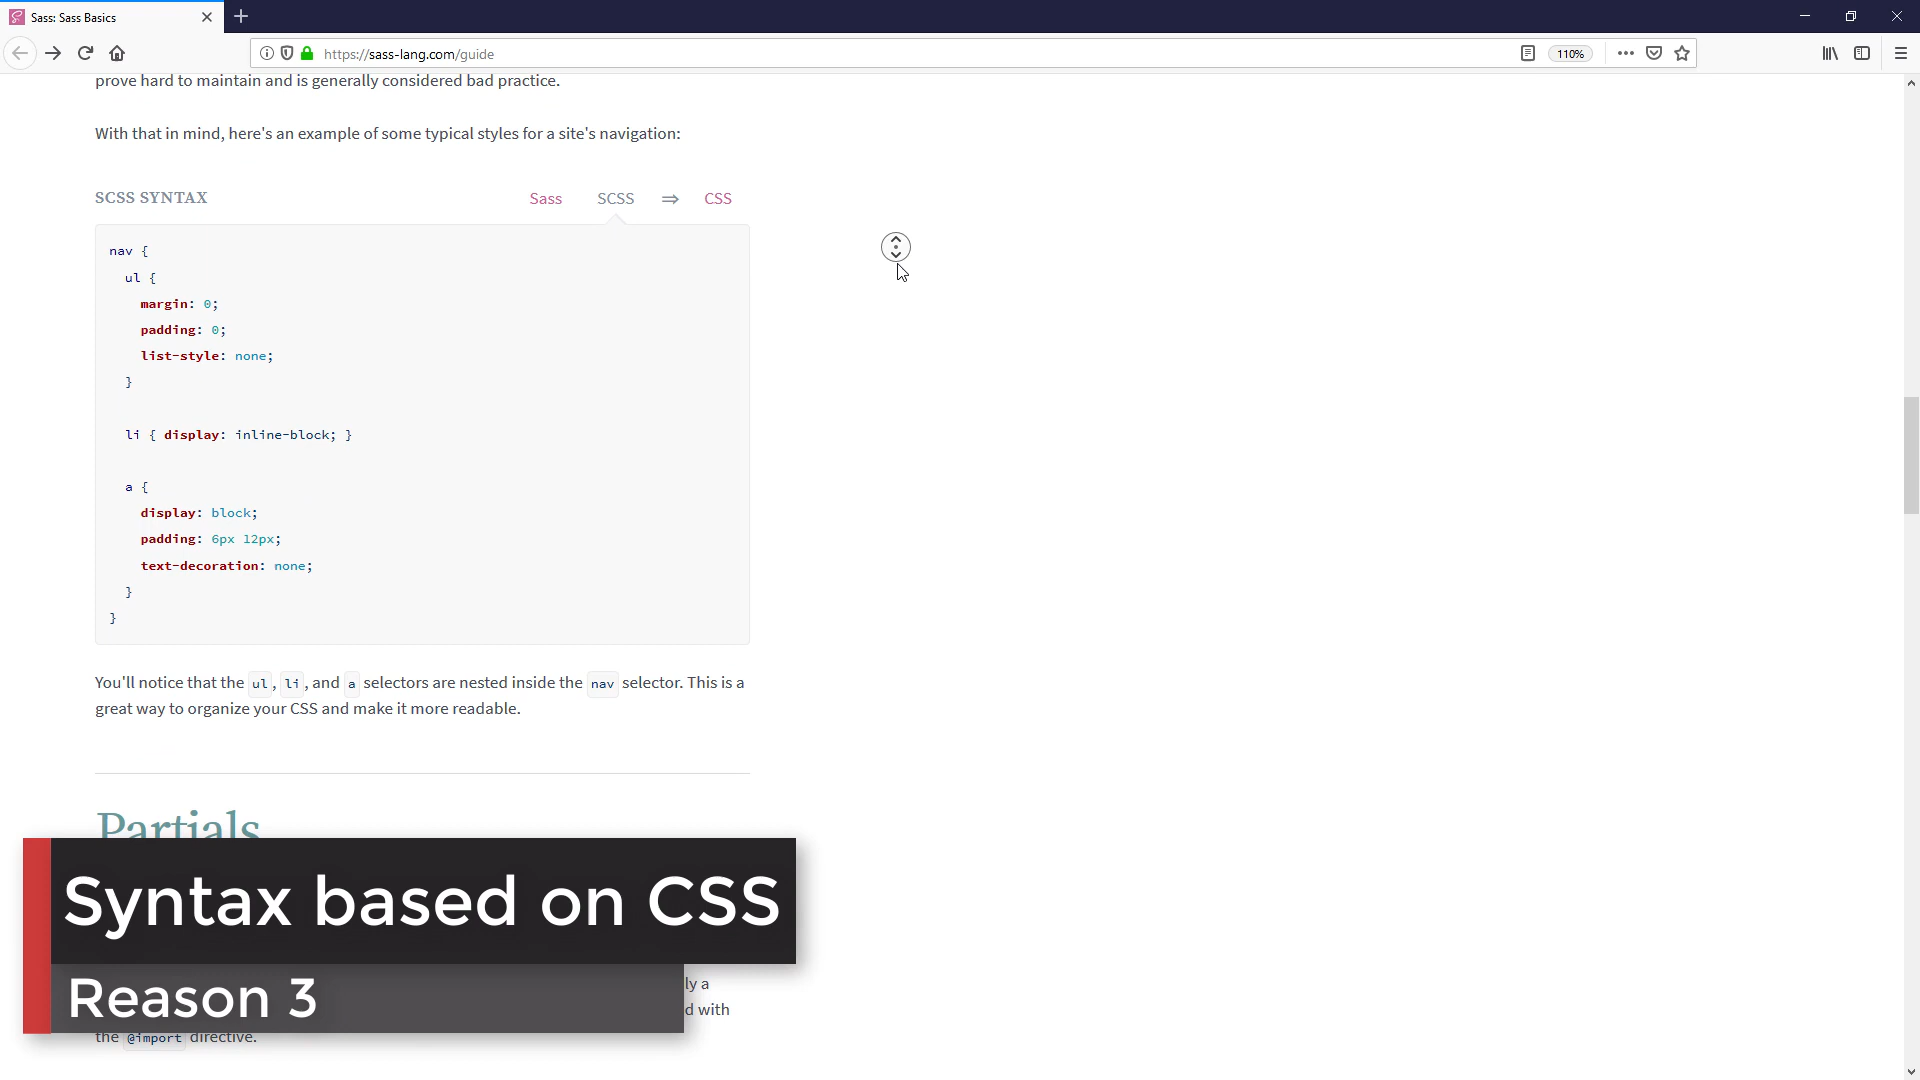 Sass: Sass Basics
https://sass-lang.com/guide
110%
prove hard to maintain and is generally considered bad practice.
With that in mind, here's an example of some typical styles for a site's navigation:
SCSS SYNTAX
Sass SCSS ⇒ CSS
nav {
ul {
margin: 0;
padding: 0;
list-style: none;
}
li { display: inline-block; }
a {
display: block;
padding: 6px 12px;
text-decoration: none;
}
}
You'll notice that the ul, li, and a selectors are nested inside the nav selector. This is a
great way to organize your CSS and make it more readable.
Partials
Syntax based on CSS
Reason 3
ly a
d with
the @import directive.